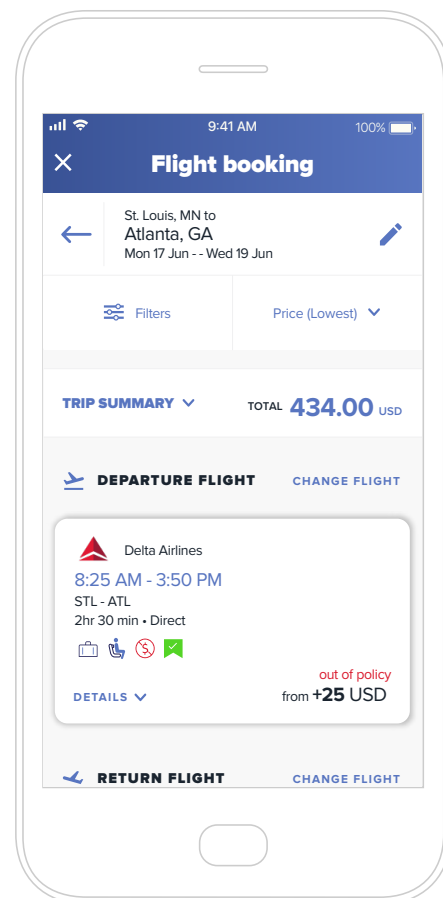 9:41 AM
100%
Flight booking
St. Louis, MN to
Atlanta, GA
Mon 17 Jun - - Wed 19 Jun
Filters
Price (Lowest)
TRIP SUMMARY
TOTAL 434.00 USD
DEPARTURE FLIGHT
CHANGE FLIGHT
Delta Airlines
8:25 AM - 3:50 PM
STL - ATL
2hr 30 min • Direct
out of policy
DETAILS
from +25 USD
RETURN FLIGHT
CHANGE FLIGHT